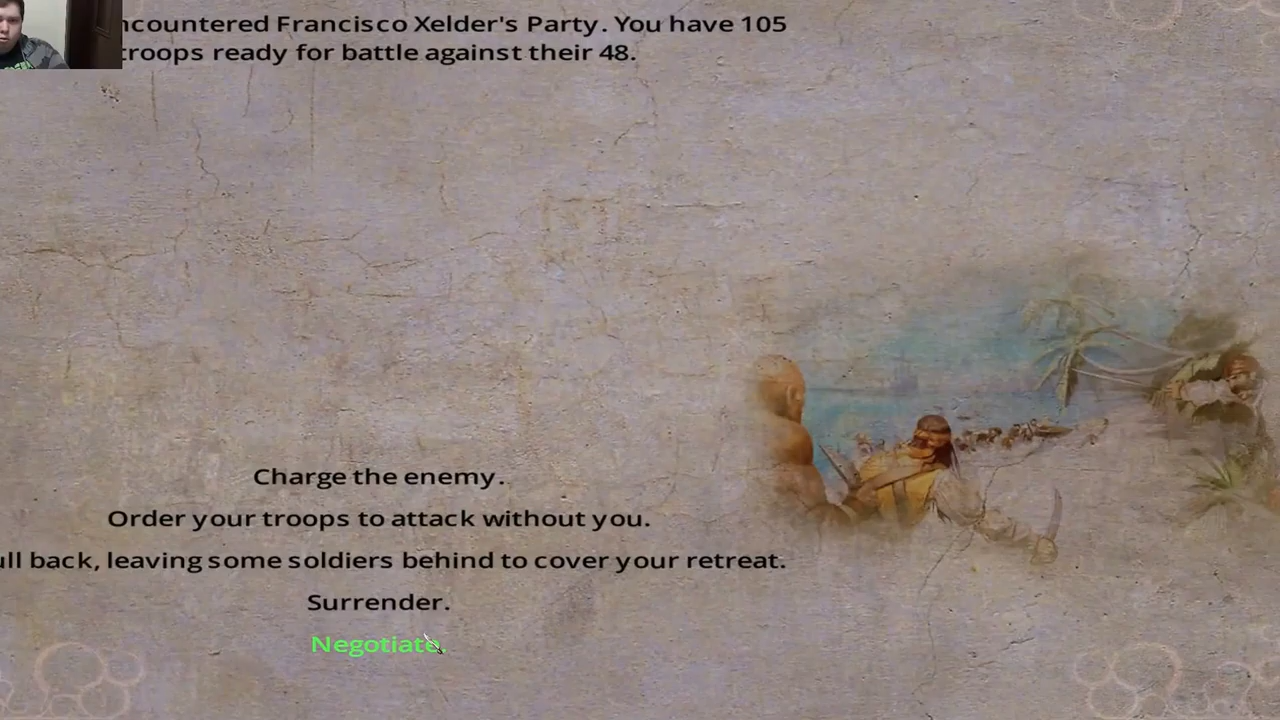 ncountered Francisco Xelder's Party. You have 105
troops ready for battle against their 48.
Charge the enemy.
Order your troops to attack without you.
ull back, leaving some soldiers behind to cover your retreat.
Surrender.
Negotiate.